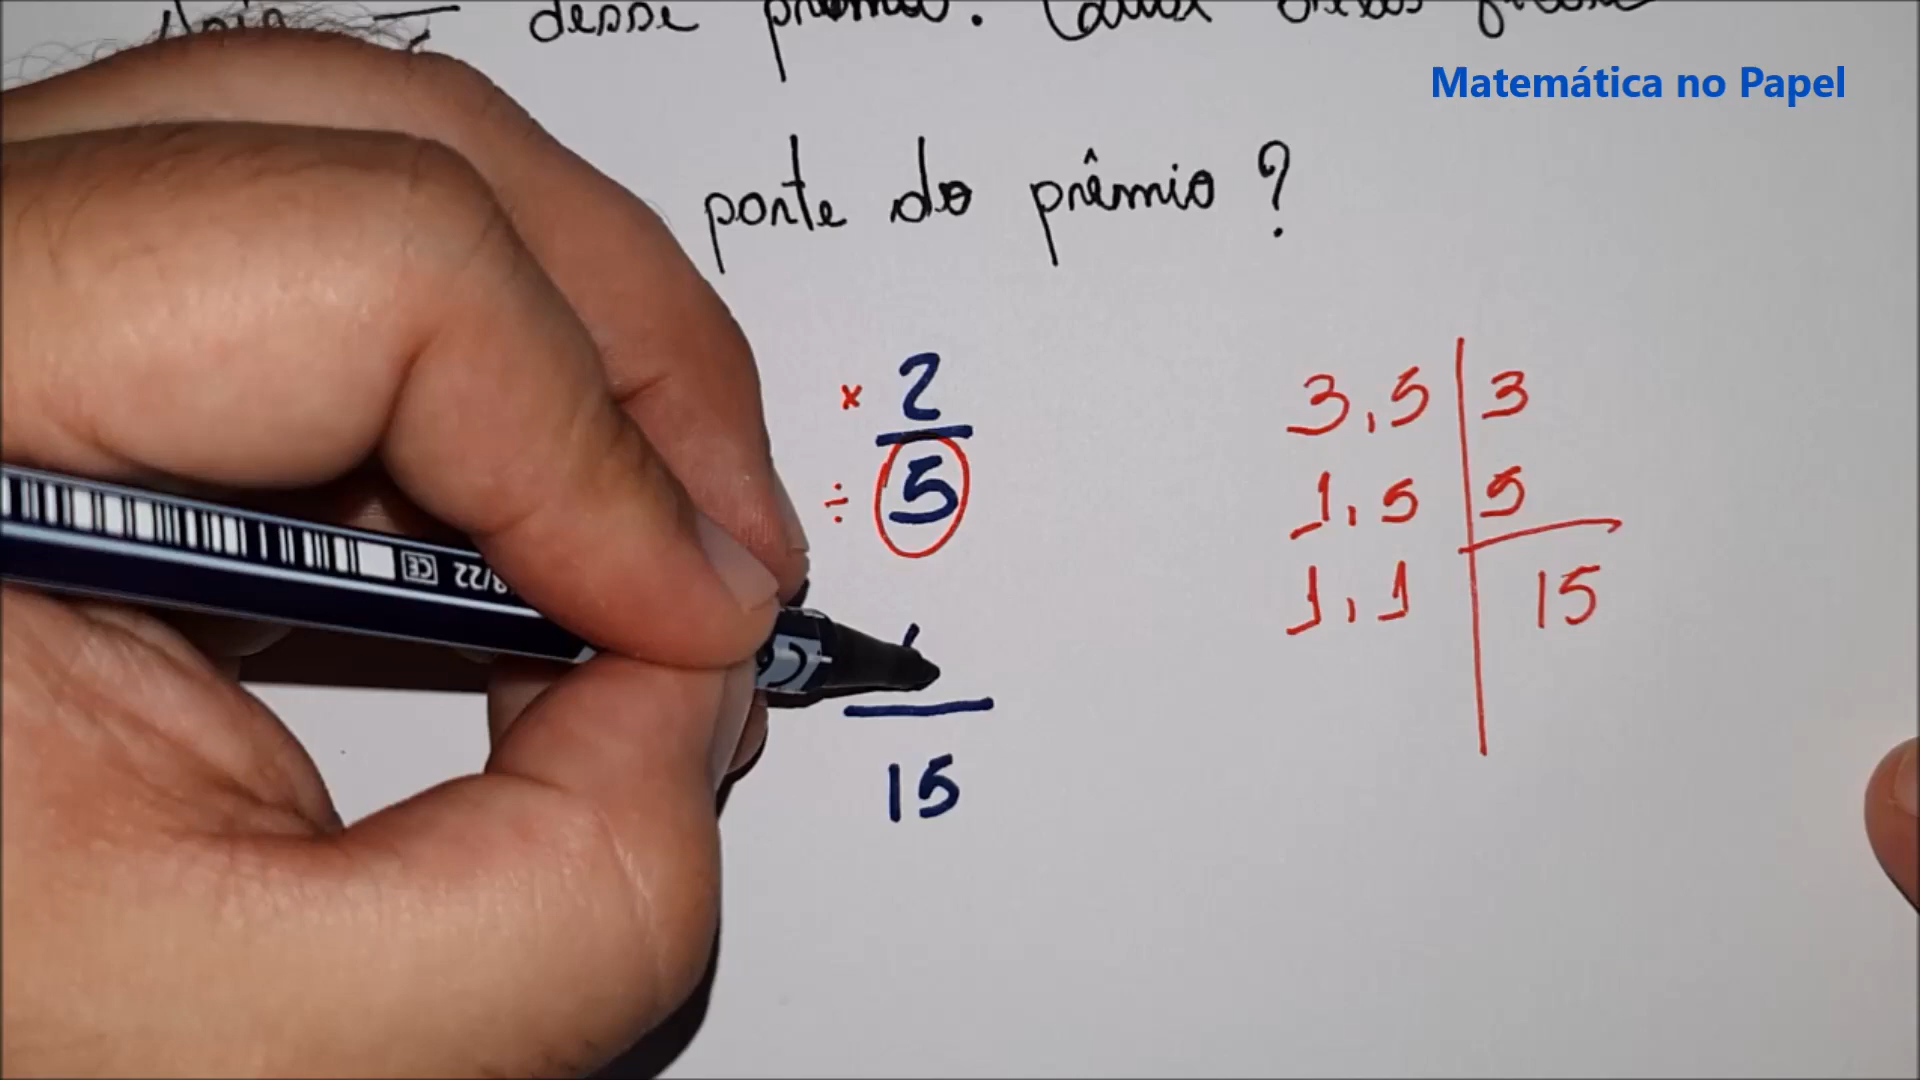 desse
Matemática no Papel
parte do prêmio ?
× 2
÷ 5
15
3,5 | 3
1,5 | 5
1,1 | 15
CE